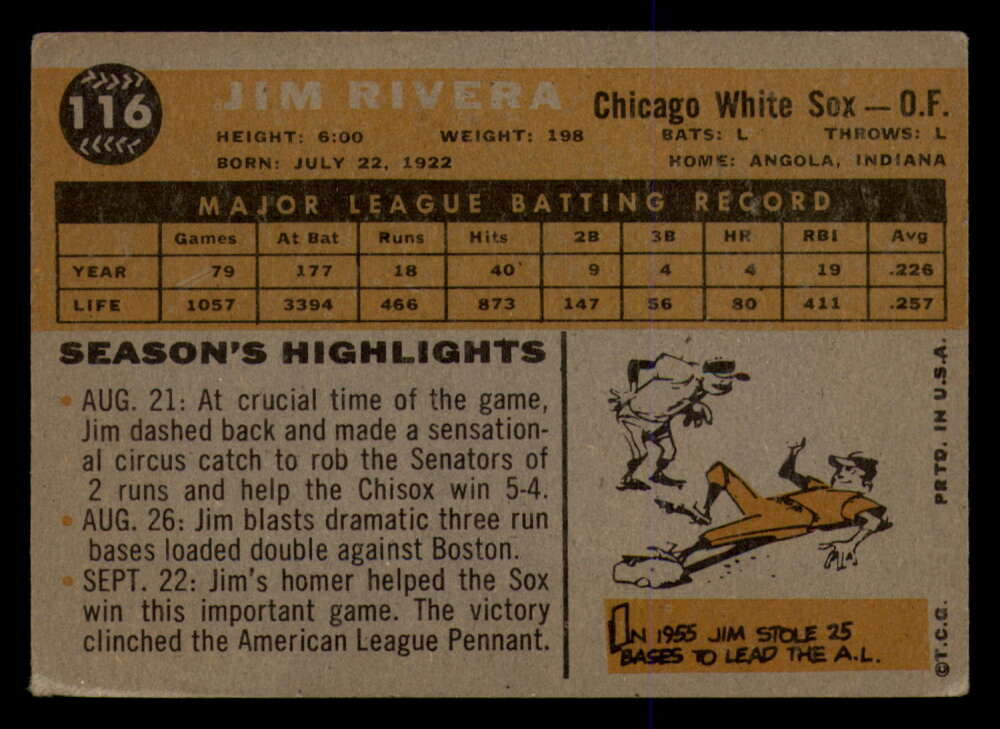 116
JIM RIVERA
Chicago White Sox — O.F.
HEIGHT: 6:00 WEIGHT: 198 BATS: L THROWS: L
BORN: JULY 22, 1922 HOME: ANGOLA, INDIANA
MAJOR LEAGUE BATTING RECORD
Games At Bat Runs Hits 2B 3B HR RBI Avg
YEAR 79 177 18 40 9 4 4 19 .226
LIFE 1057 3394 466 873 147 56 80 411 .257
SEASON'S HIGHLIGHTS
• AUG. 21: At crucial time of the game,
Jim dashed back and made a sensation-
al circus catch to rob the Senators of
2 runs and help the Chisox win 5-4.
• AUG. 26: Jim blasts dramatic three run
bases loaded double against Boston.
• SEPT. 22: Jim's homer helped the Sox
win this important game. The victory
clinched the American League Pennant.
IN 1955 JIM STOLE 25
BASES TO LEAD THE A.L.
©T.C.G. PRTD. IN U.S.A.